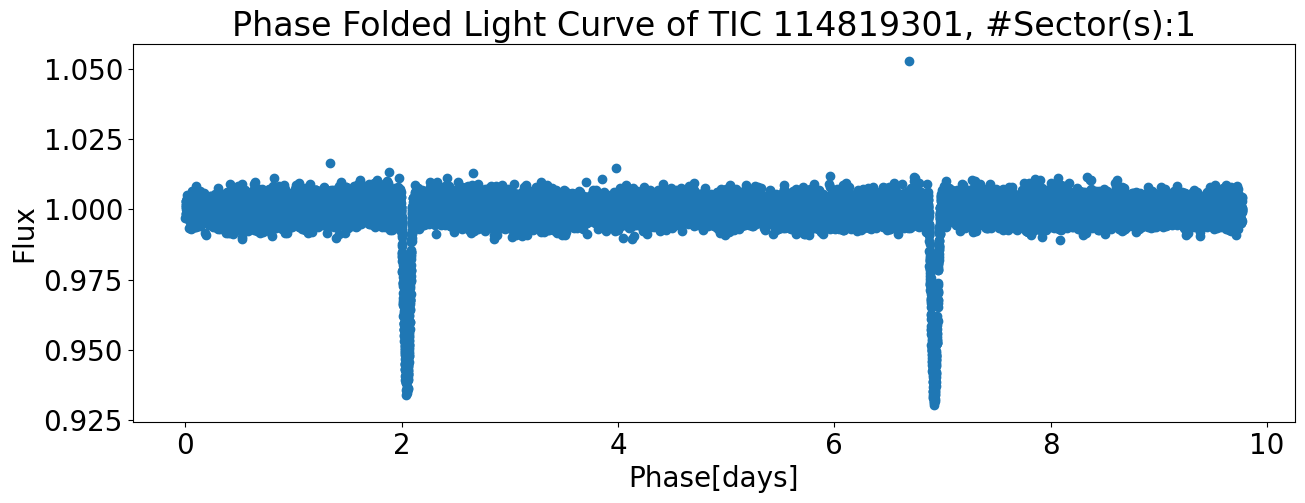 Phase Folded Light Curve of TIC 114819301, #Sector(s):1
1.050
1.025
1.000
0.975
0.950
0.925
Flux
0 2 4 6 8 10
Phase[days]